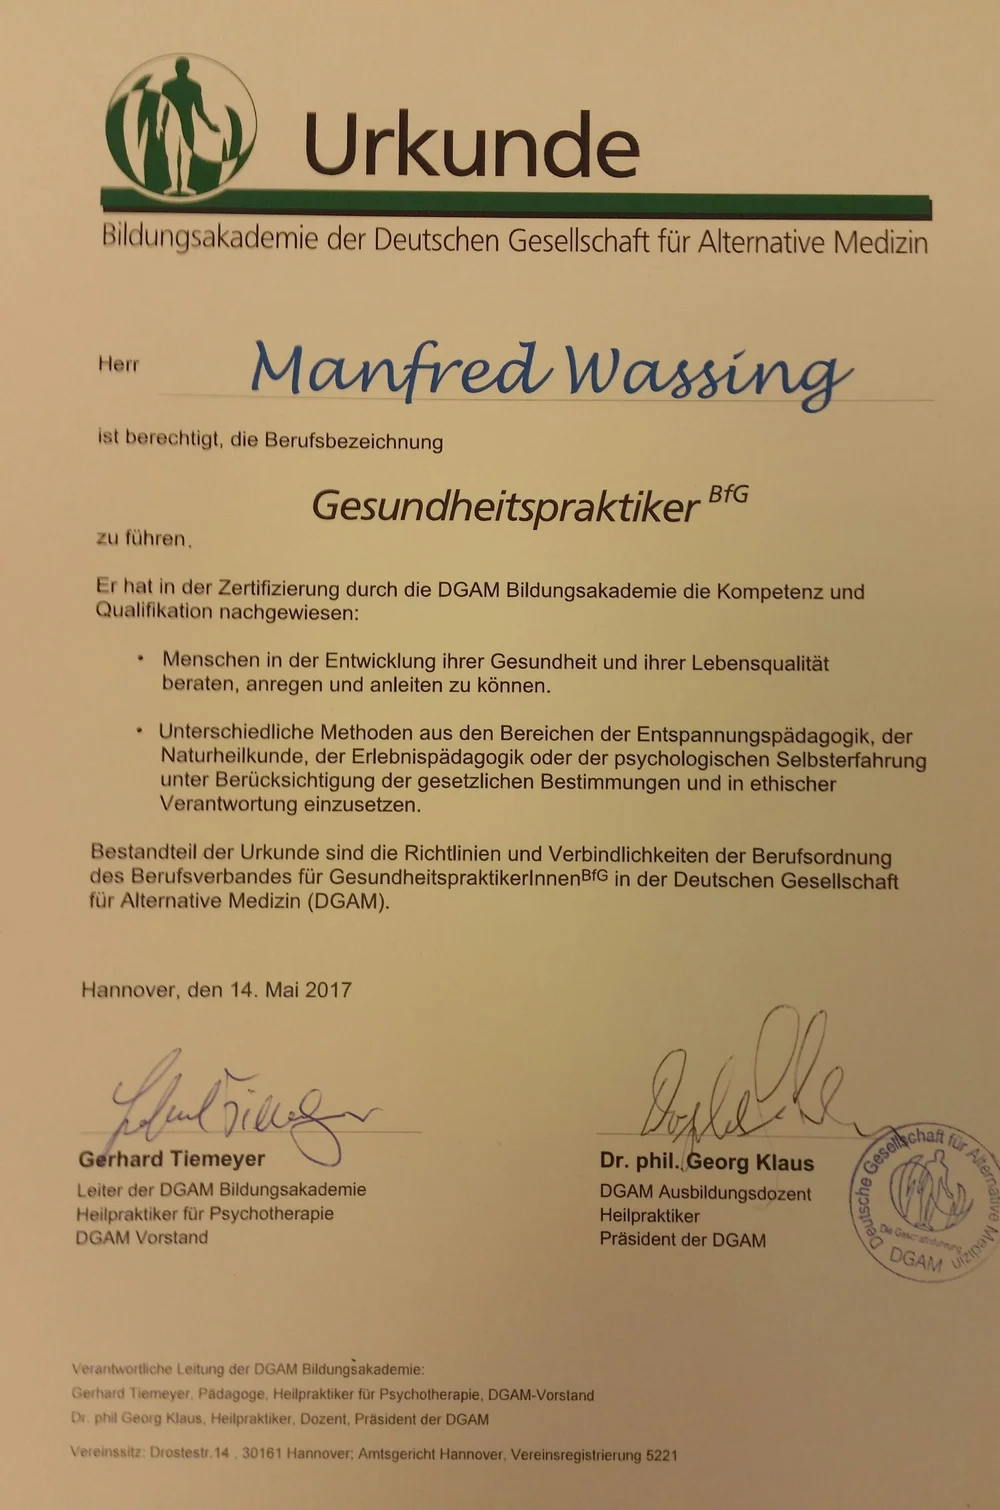 Urkunde
Bildungsakademie der Deutschen Gesellschaft für Alternative Medizin
Herr Manfred Wassing
ist berechtigt, die Berufsbezeichnung
Gesundheitspraktiker BfG
zu führen.
Er hat in der Zertifizierung durch die DGAM Bildungsakademie die Kompetenz und
Qualifikation nachgewiesen:
• Menschen in der Entwicklung ihrer Gesundheit und ihrer Lebensqualität
beraten, anregen und anleiten zu können.
• Unterschiedliche Methoden aus den Bereichen der Entspannungspädagogik, der
Naturheilkunde, der Erlebnispädagogik oder der psychologischen Selbsterfahrung
unter Berücksichtigung der gesetzlichen Bestimmungen und in ethischer
Verantwortung einzusetzen.
Bestandteil der Urkunde sind die Richtlinien und Verbindlichkeiten der Berufsordnung
des Berufsverbandes für GesundheitspraktikerInnen BfG in der Deutschen Gesellschaft
für Alternative Medizin (DGAM).
Hannover, den 14. Mai 2017
Gerhard Tiemeyer
Leiter der DGAM Bildungsakademie
Heilpraktiker für Psychotherapie
DGAM Vorstand
Dr. phil. Georg Klaus
DGAM Ausbildungsdozent
Heilpraktiker
Präsident der DGAM
Deutsche Gesellschaft für Alternative Medizin
Die Geschäftsführung
DGAM
Verantwortliche Leitung der DGAM Bildungsakademie:
Gerhard Tiemeyer, Pädagoge, Heilpraktiker für Psychotherapie, DGAM-Vorstand
Dr. phil Georg Klaus, Heilpraktiker, Dozent, Präsident der DGAM
Vereinssitz: Drostestr.14 , 30161 Hannover; Amtsgericht Hannover, Vereinsregistrierung 5221